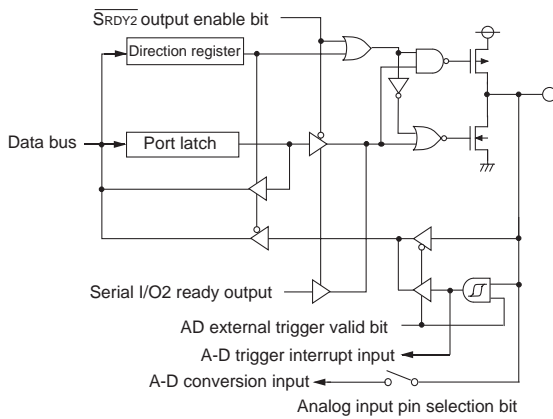 SRDY2 output enable bit
Direction register
Data bus
Port latch
Serial I/O2 ready output
AD external trigger valid bit
A-D trigger interrupt input
A-D conversion input
Analog input pin selection bit